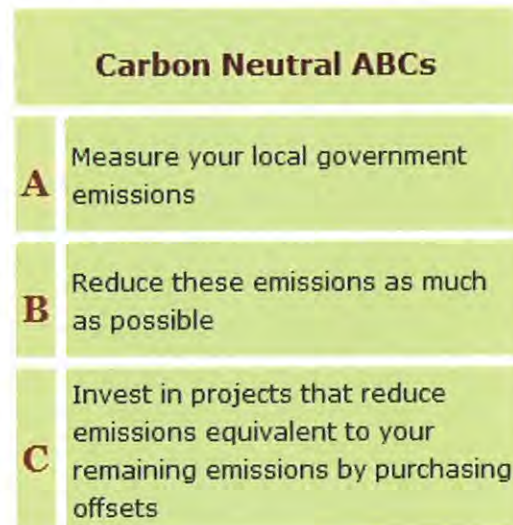 Carbon Neutral ABCs
A
Measure your local government
emissions
B
Reduce these emissions as much
as possible
C
Invest in projects that reduce
emissions equivalent to your
remaining emissions by purchasing
offsets